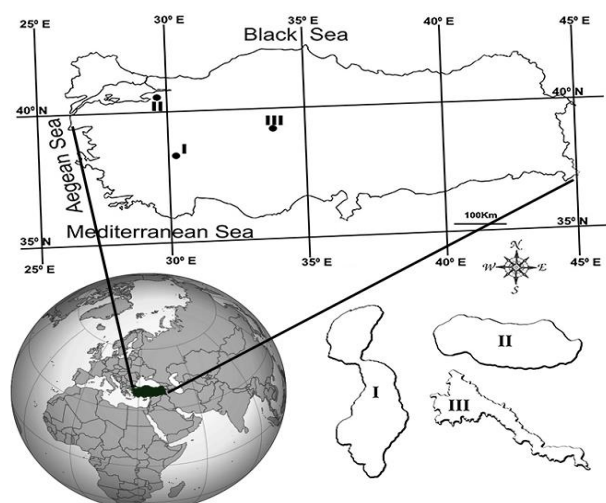 25° E
30° E
35° E
40° E
45° E
Black Sea
40° N
40° N
II
III
I
Aegean Sea
Mediterranean Sea
100Km
35° N
35° N
25° E
30° E
35° E
40° E
45° E
N
W
E
S
I
II
III